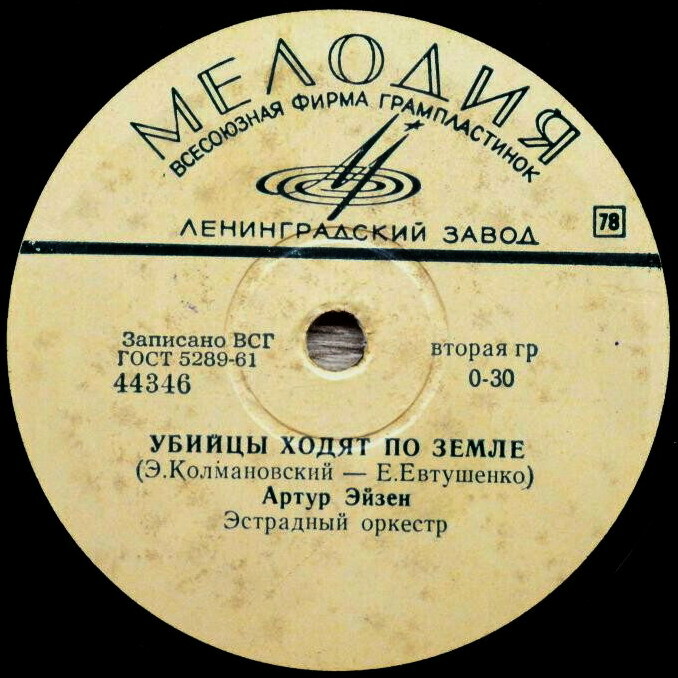 МЕЛОДИЯ
ВСЕСОЮЗНАЯ ФИРМА ГРАМПЛАСТИНОК
ЛЕНИНГРАДСКИЙ ЗАВОД
78
Записано ВСГ
ГОСТ 5289-61
44346
вторая гр
0-30
УБИЙЦЫ ХОДЯТ ПО ЗЕМЛЕ
(Э.Колмановский — Е.Евтушенко)
Артур Эйзен
Эстрадный оркестр